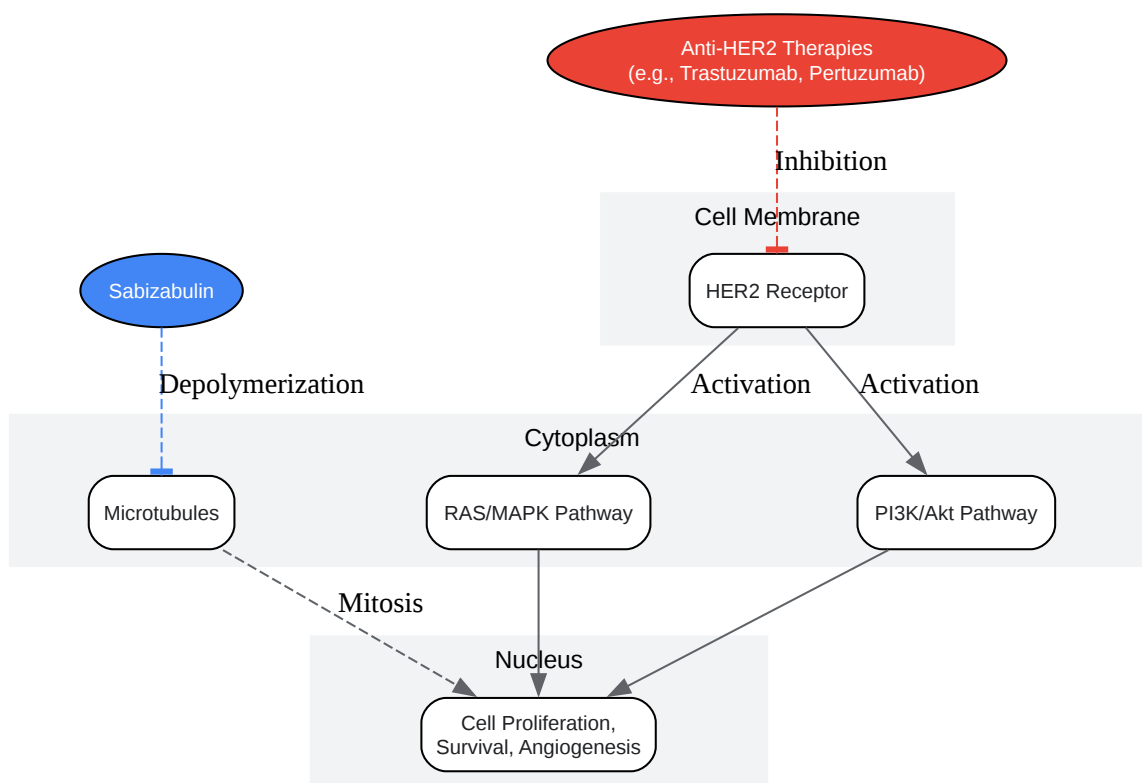 Anti-HER2 Therapies
(e.g., Trastuzumab, Pertuzumab)
Inhibition
Cell Membrane
HER2 Receptor
Sabizabulin
Depolymerization
Activation
Activation
Cytoplasm
Microtubules
RAS/MAPK Pathway
PI3K/Akt Pathway
Mitosis
Nucleus
Cell Proliferation,
Survival, Angiogenesis